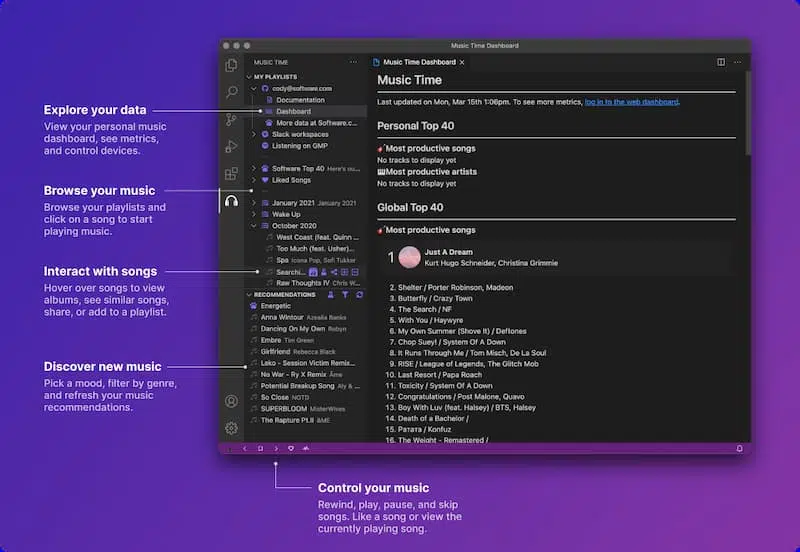 Explore your data
View your personal music
dashboard, see metrics,
and control devices.
Browse your music
Browse your playlists and
click on a song to start
playing music.
Interact with songs
Hover over songs to view
albums, see similar songs,
share, or add to a playlist.
Discover new music
Pick a mood, filter by genre,
and refresh your music
recommendations.
Music Time Dashboard
MUSIC TIME ...
MY PLAYLISTS
cody@software.com
Documentation
Dashboard
More data at Software.c...
Slack workspaces
Listening on GMP
Software Top 40 Here's ou...
Liked Songs
January 2021 January 2021
Wake Up
October 2020
West Coast (feat. Quinn ...
Too Much (feat. Usher)...
Spa Icona Pop, Sofi Tukker
Searchi...
Raw Thoughts IV Chris W...
RECOMMENDATIONS
Energetic
Anna Wintour Azealia Banks
Dancing On My Own Robyn
Embre Tim Green
Girlfriend Rebecca Black
Leko - Session Victim Remix...
No War - Ry X Remix Âme
Potential Breakup Song Aly & ...
So Close NOTD
SUPERBLOOM MisterWives
The Rapture Pt.II &ME
Music Time Dashboard
Music Time
Last updated on Mon, Mar 15th 1:06pm. To see more metrics, log in to the web dashboard.
Personal Top 40
Most productive songs
No tracks to display yet
Most productive artists
No tracks to display yet
Global Top 40
Most productive songs
1 Just A Dream
Kurt Hugo Schneider, Christina Grimmie
2. Shelter / Porter Robinson, Madeon
3. Butterfly / Crazy Town
4. The Search / NF
5. With You / Haywyre
6. My Own Summer (Shove It) / Deftones
7. Chop Suey! / System Of A Down
8. It Runs Through Me / Tom Misch, De La Soul
9. RISE / League of Legends, The Glitch Mob
10. Last Resort / Papa Roach
11. Toxicity / System Of A Down
12. Congratulations / Post Malone, Quavo
13. Boy With Luv (feat. Halsey) / BTS, Halsey
14. Death of a Bachelor /
15. Ратата / Konfuz
16. The Weight - Remastered /
Control your music
Rewind, play, pause, and skip
songs. Like a song or view the
currently playing song.